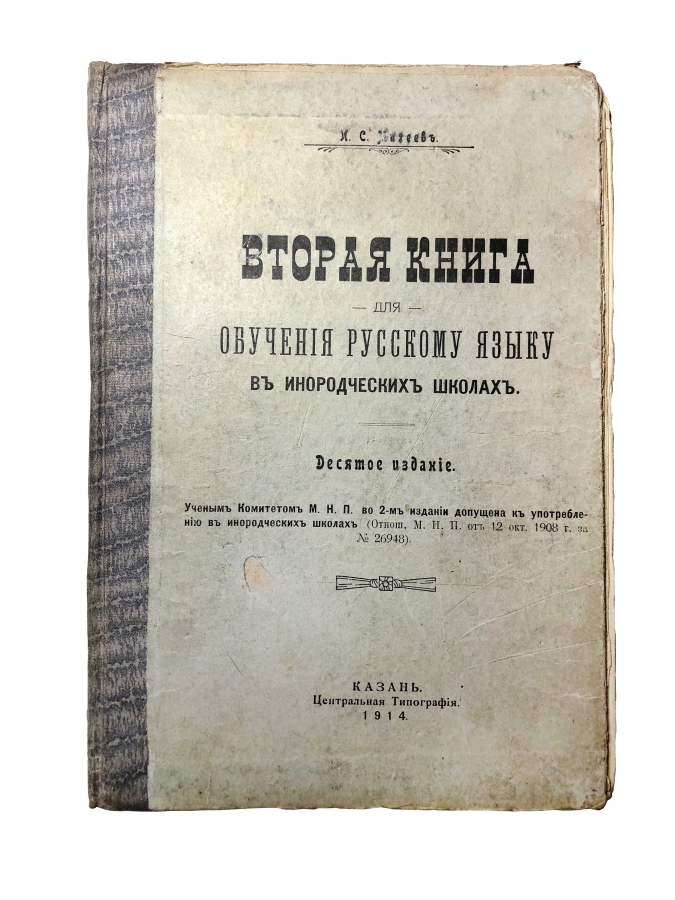 И. С. Михеевъ.
ВТОРАЯ КНИГА
— ДЛЯ —
ОБУЧЕНІЯ РУССКОМУ ЯЗЫКУ
ВЪ ИНОРОДЧЕСКИХЪ ШКОЛАХЪ.
Десятое изданіе.
Ученымъ Комитетомъ М. Н. П. во 2-мъ изданіи допущена къ употребле-
нію въ инородческихъ школахъ (Отнош. М. Н. П. отъ 12 окт. 1908 г. за
№ 26948).
КАЗАНЬ.
Центральная Типографія.
1914.